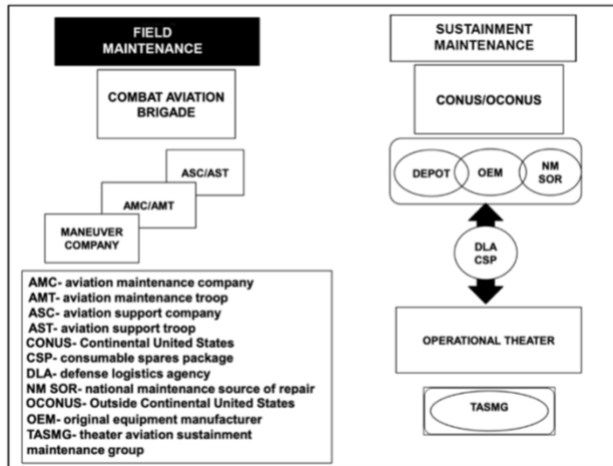 FIELD
MAINTENANCE
COMBAT AVIATION
BRIGADE
ASC/AST
AMC/AMT
MANEUVER
COMPANY
AMC- aviation maintenance company
AMT- aviation maintenance troop
ASC- aviation support company
AST- aviation support troop
CONUS- Continental United States
CSP- consumable spares package
DLA- defense logistics agency
NM SOR- national maintenance source of repair
OCONUS- Outside Continental United States
OEM- original equipment manufacturer
TASMG- theater aviation sustainment
maintenance group
SUSTAINMENT
MAINTENANCE
CONUS/OCONUS
DEPOT
OEM
NM
SOR
DLA
CSP
OPERATIONAL THEATER
TASMG